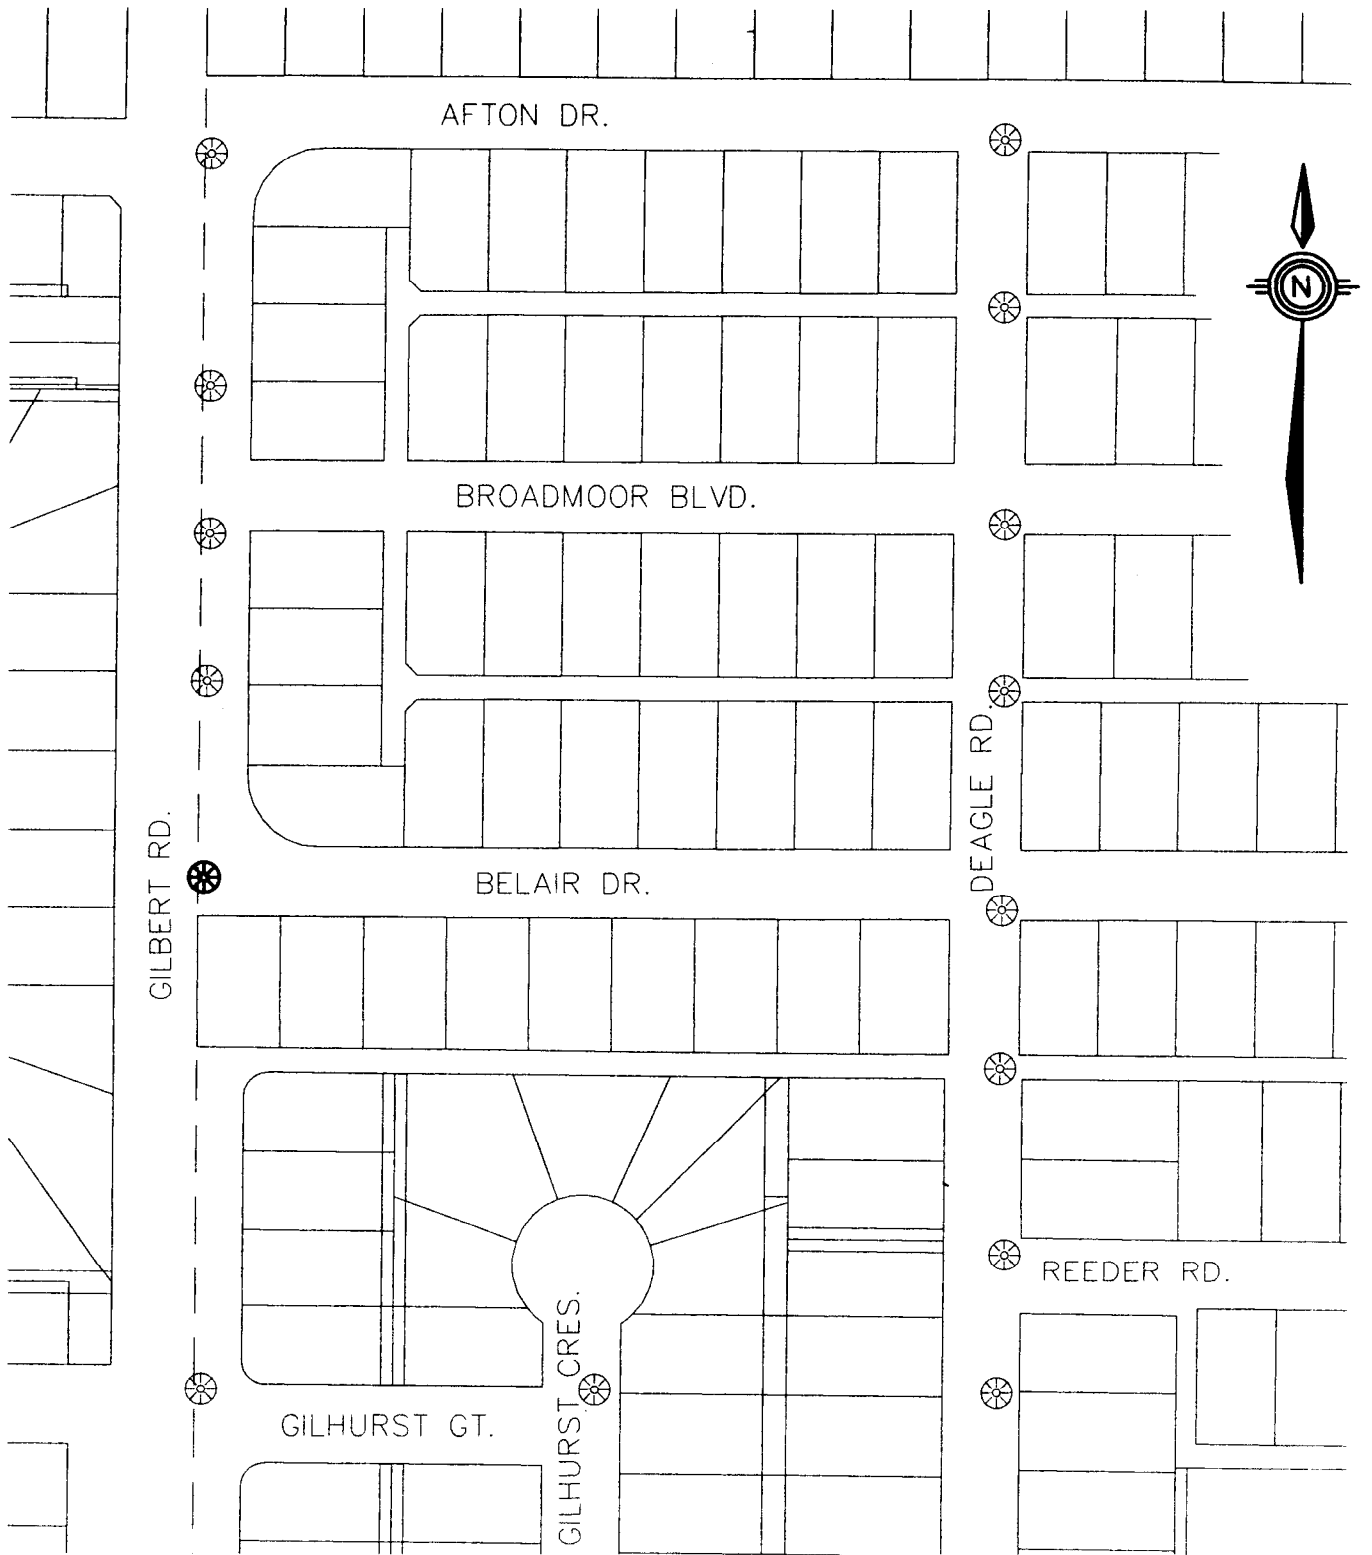 AFTON DR.
N
BROADMOOR BLVD.
DEAGLE RD.
GILBERT RD.
BELAIR DR.
REEDER RD.
GILHURST CRES.
GILHURST GT.